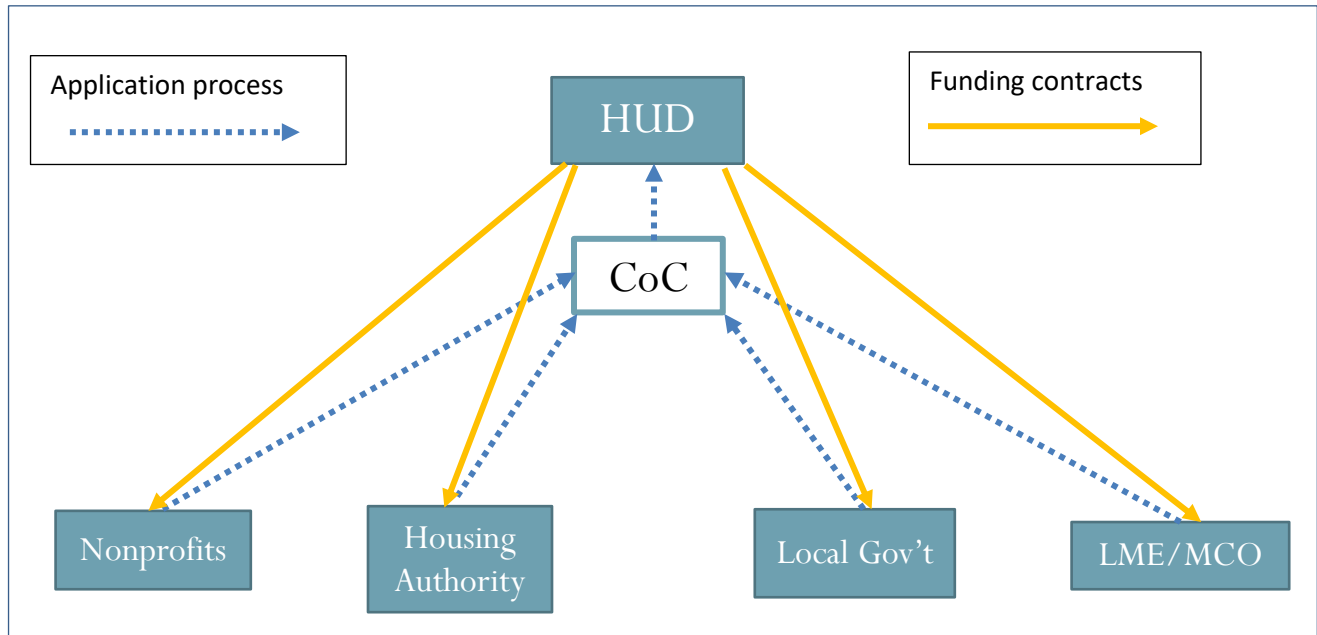 Application process
Funding contracts
HUD
CoC
Nonprofits
Housing
Authority
Local Gov’t
LME/MCO